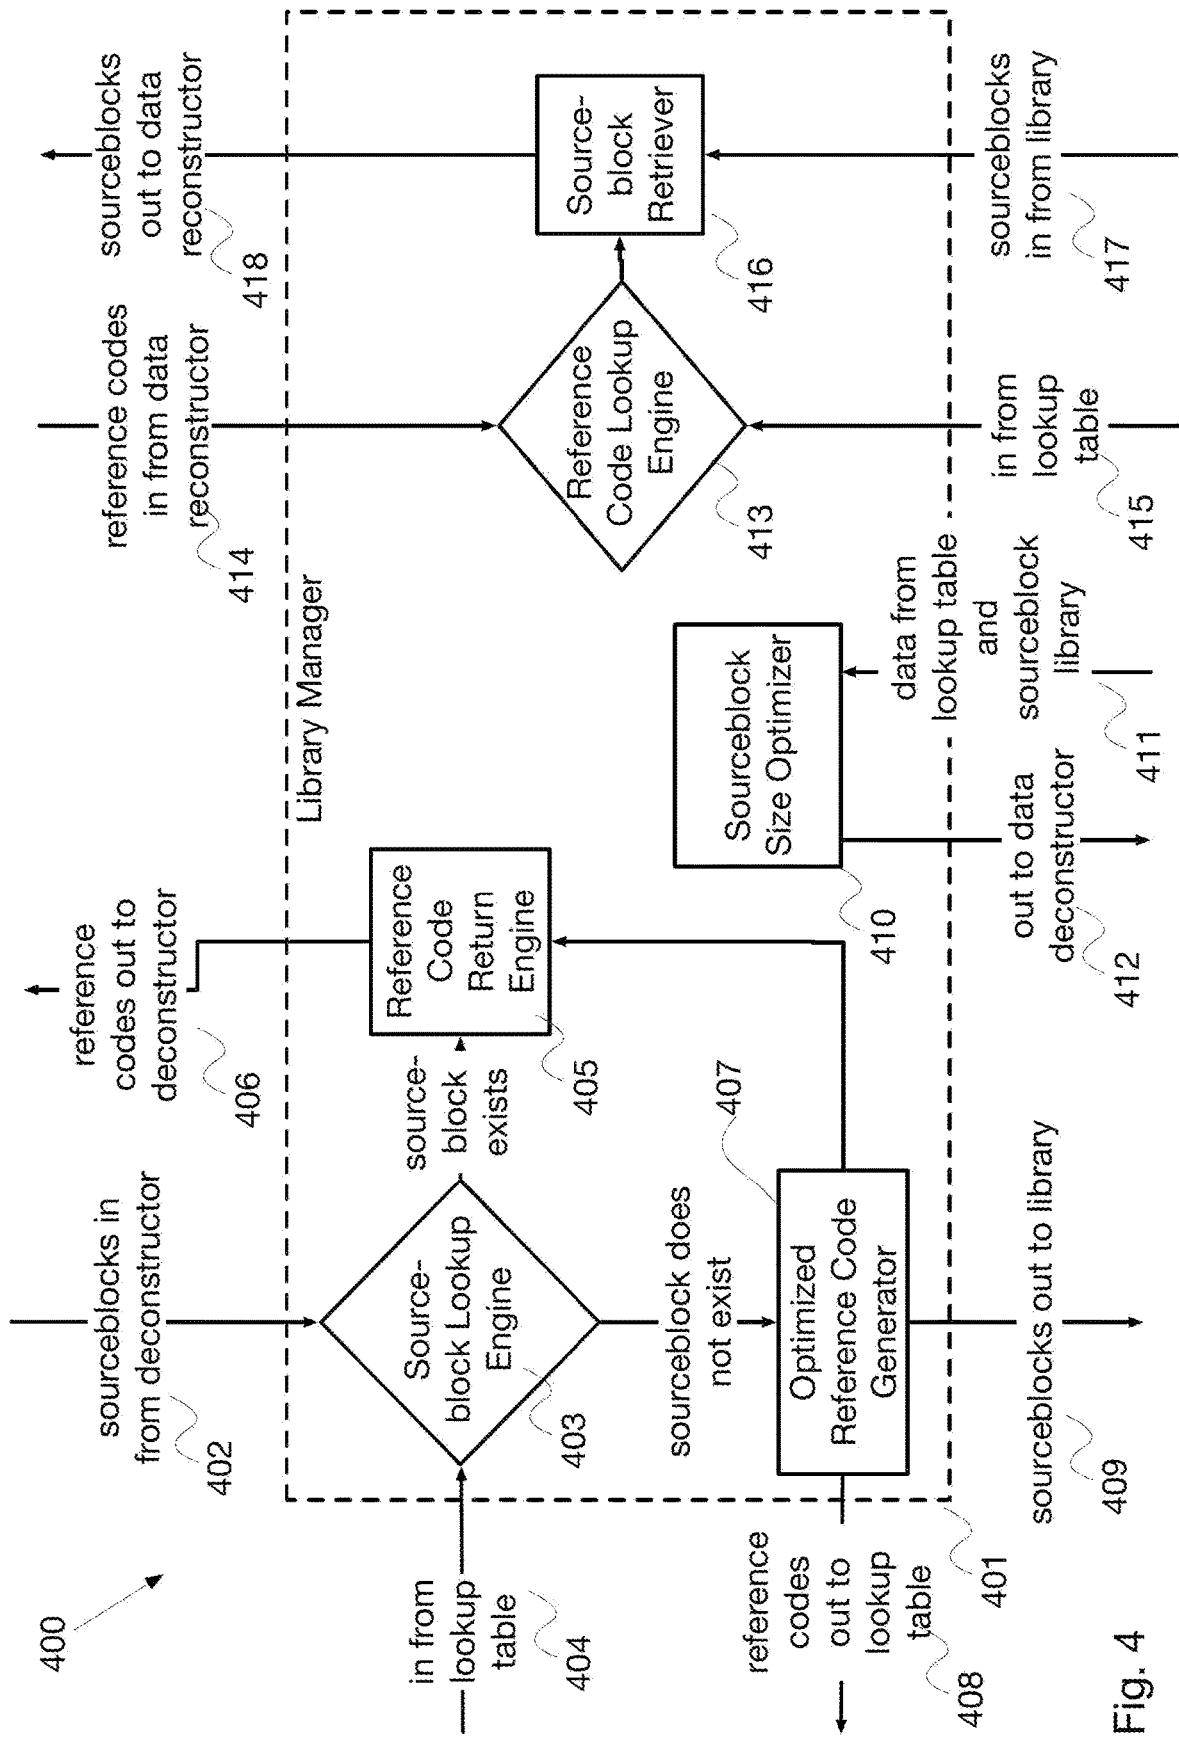 400
sourceblocks in
from deconstructor
402
reference
codes out to
deconstructor
406
reference codes
in from data
reconstructor
414
sourceblocks
out to data
reconstructor
418
Library Manager
in from
lookup
table
404
Source-
block Lookup
Engine
403
source-
block
exists
Reference
Code
Return
Engine
405
Reference
Code Lookup
Engine
413
Source-
block
Retriever
416
sourceblock does
not exist
407
Sourceblock
Size Optimizer
410
Optimized
Reference Code
Generator
reference
codes
out to
lookup
table
408
401
sourceblocks out to library
409
out to data
deconstructor
412
data from
lookup table
and
sourceblock
library
411
in from
lookup
table
415
sourceblocks
in from library
417
Fig. 4